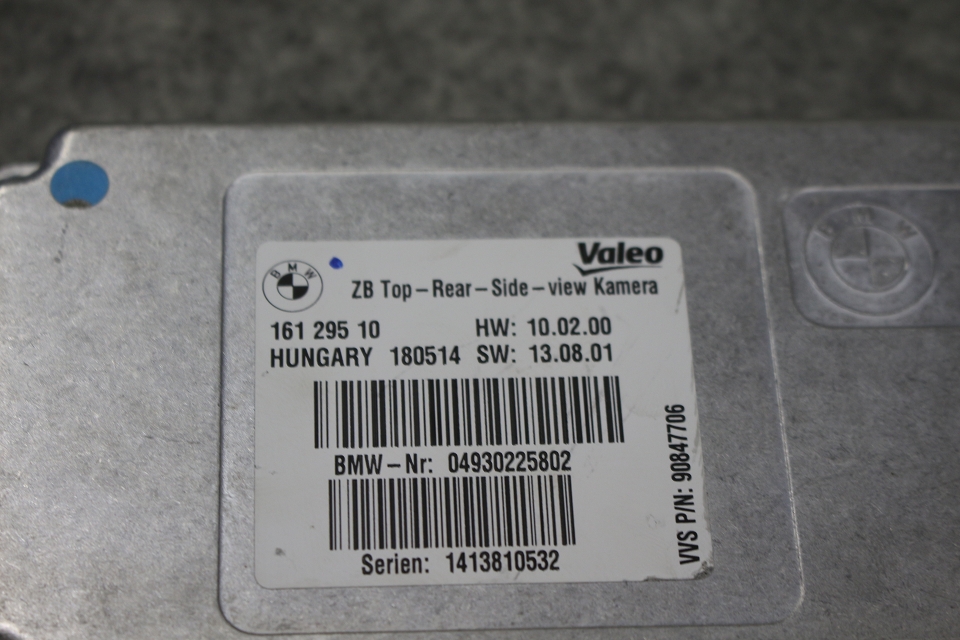 BMW
Valeo
ZB Top-Rear-Side-view Kamera
161 295 10 HW: 10.02.00
HUNGARY 180514 SW: 13.08.01
BMW-Nr: 04930225802
Serien: 1413810532
VVS P/N: 90847706
BMW